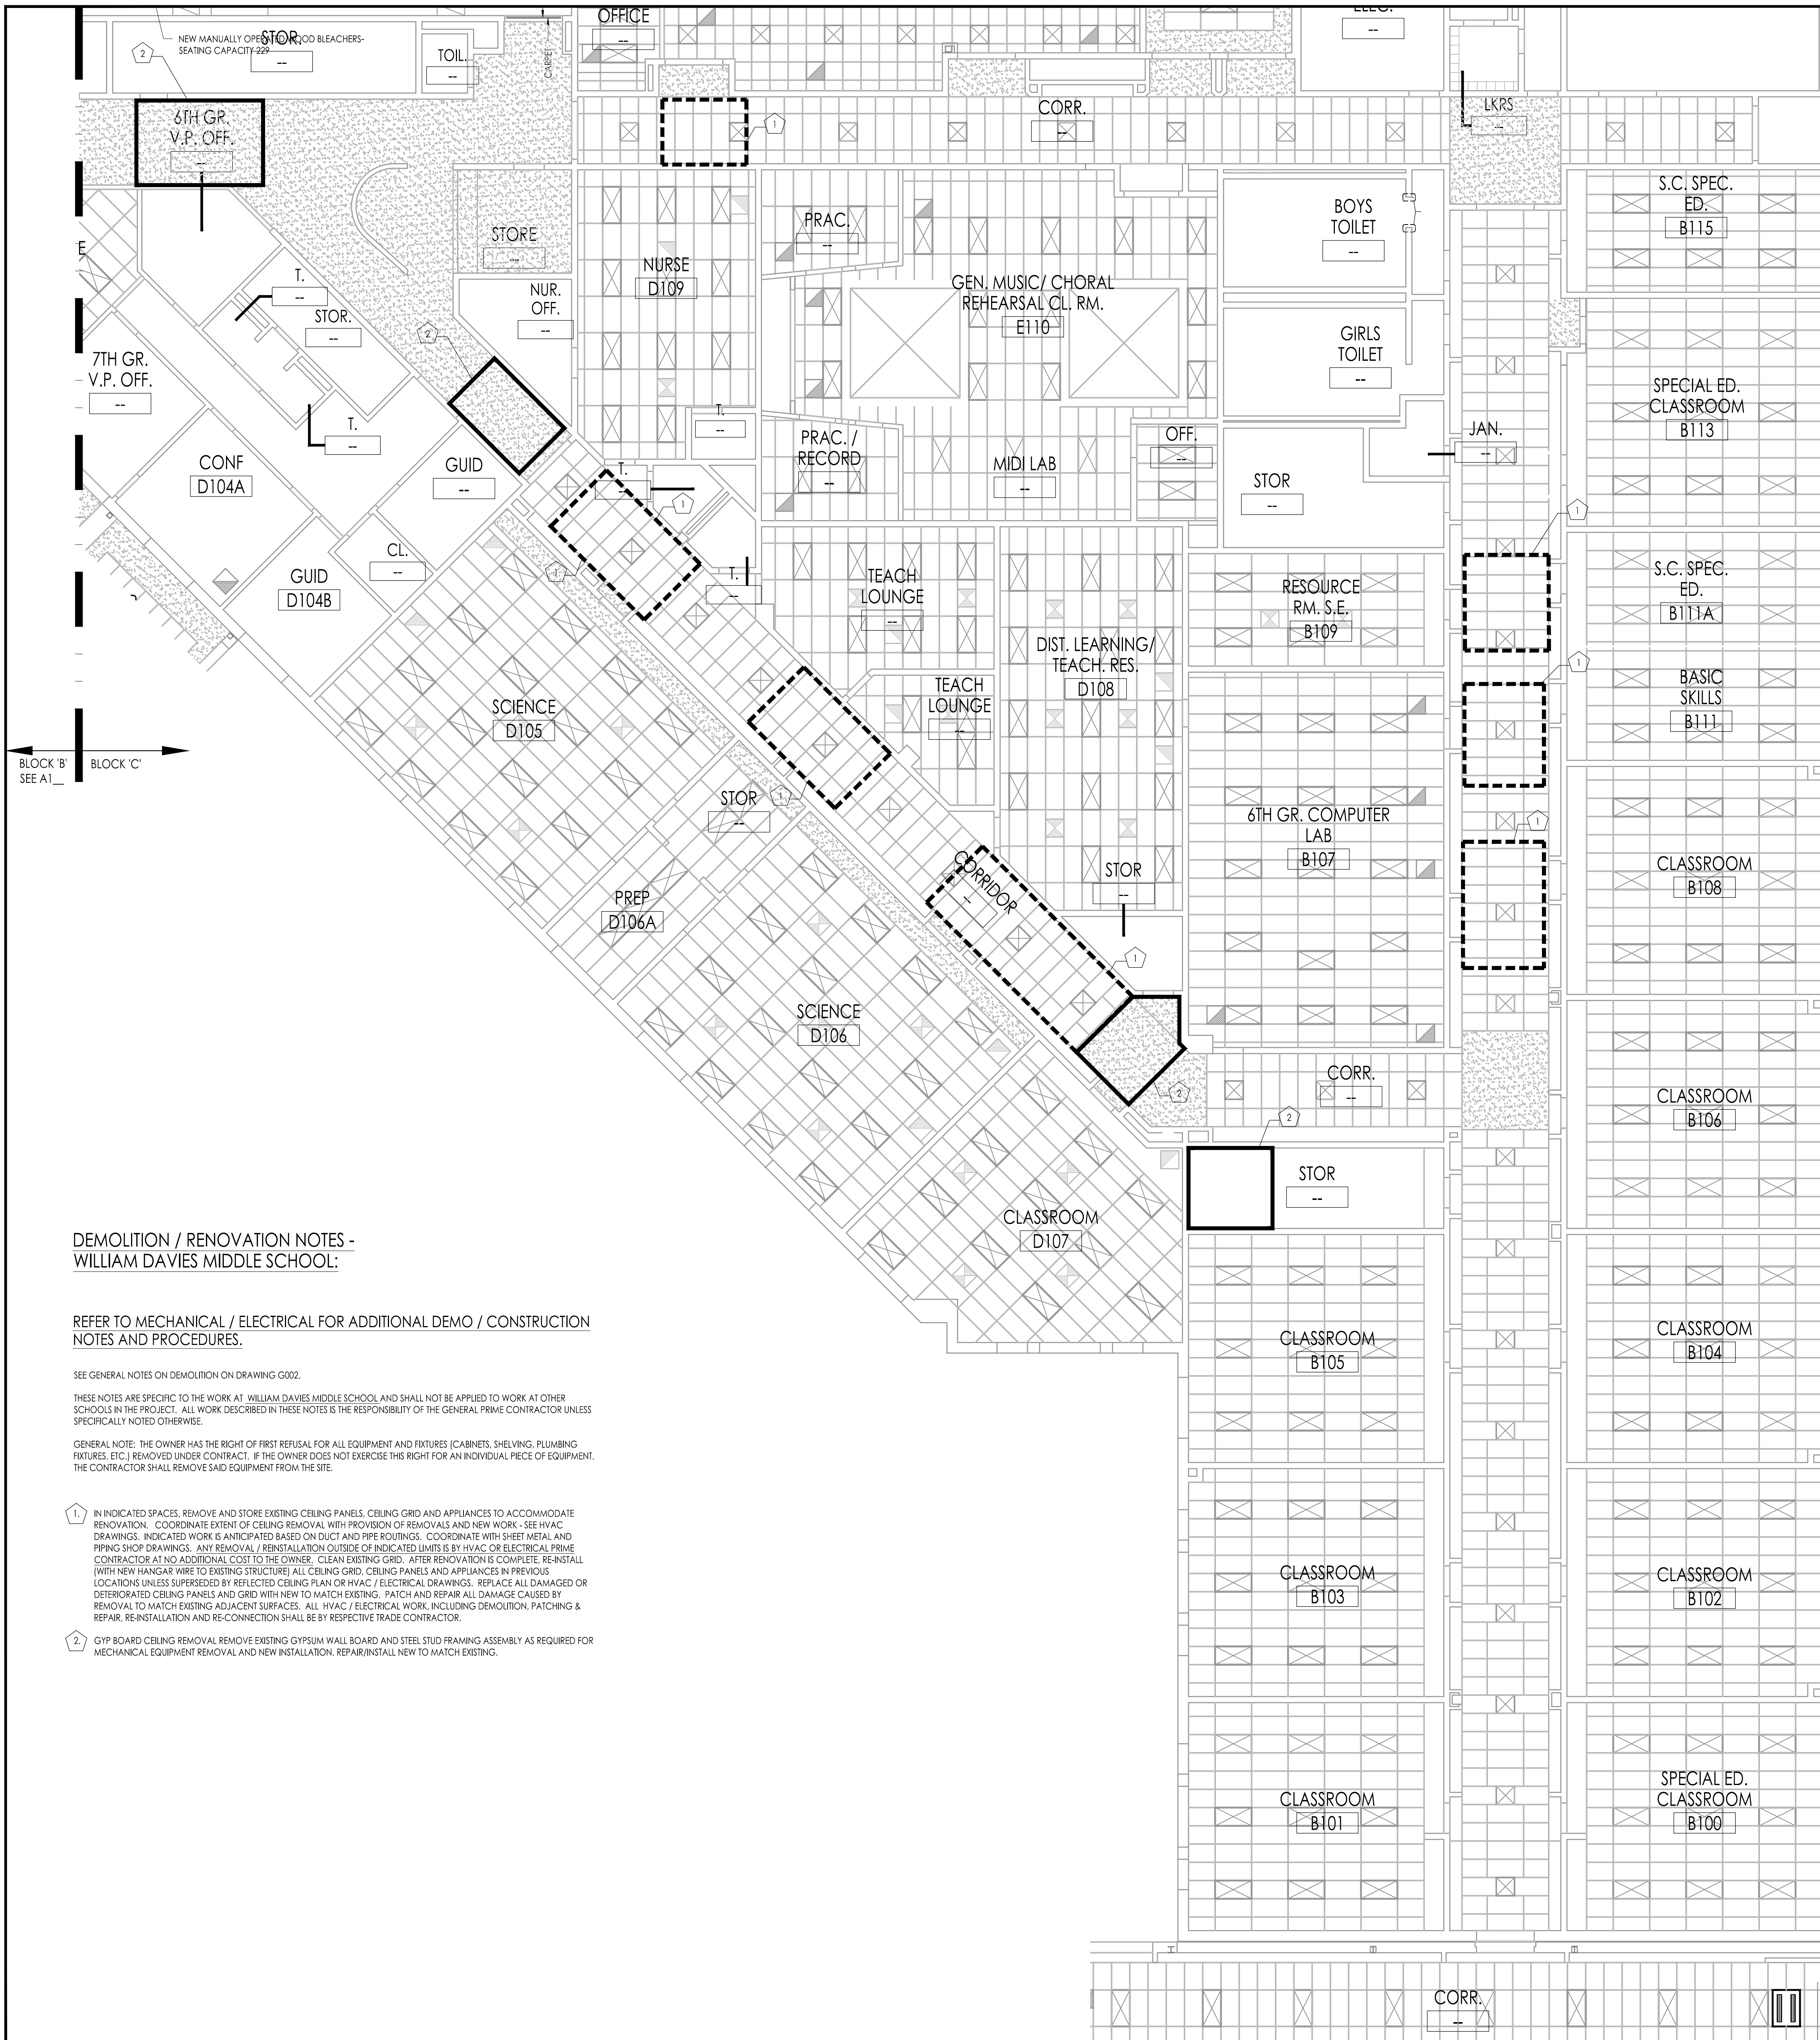 OFFICE
--
ELEC.
--
NEW MANUALLY OPERATED WOOD BLEACHERS-
SEATING CAPACITY 229
STOR.
--
2
TOIL.
--
CARPET
6TH GR.
V.P. OFF.
--
1
CORR.
--
LKRS
--
S.C. SPEC.
ED.
B115
STORE
--
PRAC.
--
BOYS
TOILET
--
E
NURSE
D109
GEN. MUSIC/ CHORAL
REHEARSAL CL. RM.
E110
T.
--
NUR.
OFF.
--
STOR.
--
2
GIRLS
TOILET
--
7TH GR.
V.P. OFF.
--
SPECIAL ED.
CLASSROOM
B113
T.
--
T.
--
PRAC. /
RECORD
--
OFF.
--
JAN.
--
CONF
D104A
GUID
--
MIDI LAB
--
T.
--
STOR
--
1
1
CL.
--
1
GUID
D104B
T.
--
TEACH
LOUNGE
--
RESOURCE
RM. S.E.
B109
S.C. SPEC.
ED.
B111A
DIST. LEARNING/
TEACH. RES.
D108
1
SCIENCE
D105
TEACH
LOUNGE
--
BASIC
SKILLS
B111
BLOCK 'B'
SEE A1__
BLOCK 'C'
STOR
--
1
6TH GR. COMPUTER
LAB
B107
1
CORRIDOR
--
STOR
--
CLASSROOM
B108
PREP
D106A
1
SCIENCE
D106
2
CORR.
--
CLASSROOM
B106
2
STOR
--
CLASSROOM
D107
DEMOLITION / RENOVATION NOTES -
WILLIAM DAVIES MIDDLE SCHOOL:
REFER TO MECHANICAL / ELECTRICAL FOR ADDITIONAL DEMO / CONSTRUCTION
NOTES AND PROCEDURES.
SEE GENERAL NOTES ON DEMOLITION ON DRAWING G002.
THESE NOTES ARE SPECIFIC TO THE WORK AT WILLIAM DAVIES MIDDLE SCHOOL AND SHALL NOT BE APPLIED TO WORK AT OTHER
SCHOOLS IN THE PROJECT. ALL WORK DESCRIBED IN THESE NOTES IS THE RESPONSIBILITY OF THE GENERAL PRIME CONTRACTOR UNLESS
SPECIFICALLY NOTED OTHERWISE.
GENERAL NOTE: THE OWNER HAS THE RIGHT OF FIRST REFUSAL FOR ALL EQUIPMENT AND FIXTURES (CABINETS, SHELVING, PLUMBING
FIXTURES, ETC.) REMOVED UNDER CONTRACT. IF THE OWNER DOES NOT EXERCISE THIS RIGHT FOR AN INDIVIDUAL PIECE OF EQUIPMENT,
THE CONTRACTOR SHALL REMOVE SAID EQUIPMENT FROM THE SITE.
1. IN INDICATED SPACES, REMOVE AND STORE EXISTING CEILING PANELS, CEILING GRID AND APPLIANCES TO ACCOMMODATE
RENOVATION. COORDINATE EXTENT OF CEILING REMOVAL WITH PROVISION OF REMOVALS AND NEW WORK - SEE HVAC
DRAWINGS. INDICATED WORK IS ANTICIPATED BASED ON DUCT AND PIPE ROUTINGS. COORDINATE WITH SHEET METAL AND
PIPING SHOP DRAWINGS. ANY REMOVAL / REINSTALLATION OUTSIDE OF INDICATED LIMITS IS BY HVAC OR ELECTRICAL PRIME
CONTRACTOR AT NO ADDITIONAL COST TO THE OWNER. CLEAN EXISTING GRID. AFTER RENOVATION IS COMPLETE, RE-INSTALL
(WITH NEW HANGAR WIRE TO EXISTING STRUCTURE) ALL CEILING GRID, CEILING PANELS AND APPLIANCES IN PREVIOUS
LOCATIONS UNLESS SUPERSEDED BY REFLECTED CEILING PLAN OR HVAC / ELECTRICAL DRAWINGS. REPLACE ALL DAMAGED OR
DETERIORATED CEILING PANELS AND GRID WITH NEW TO MATCH EXISTING. PATCH AND REPAIR ALL DAMAGE CAUSED BY
REMOVAL TO MATCH EXISTING ADJACENT SURFACES. ALL HVAC / ELECTRICAL WORK, INCLUDING DEMOLITION, PATCHING &
REPAIR, RE-INSTALLATION AND RE-CONNECTION SHALL BE BY RESPECTIVE TRADE CONTRACTOR.
2. GYP BOARD CEILING REMOVAL REMOVE EXISTING GYPSUM WALL BOARD AND STEEL STUD FRAMING ASSEMBLY AS REQUIRED FOR
MECHANICAL EQUIPMENT REMOVAL AND NEW INSTALLATION. REPAIR/INSTALL NEW TO MATCH EXISTING.
CLASSROOM
B105
CLASSROOM
B104
CLASSROOM
B103
CLASSROOM
B102
CLASSROOM
B101
SPECIAL ED.
CLASSROOM
B100
CORR.
--